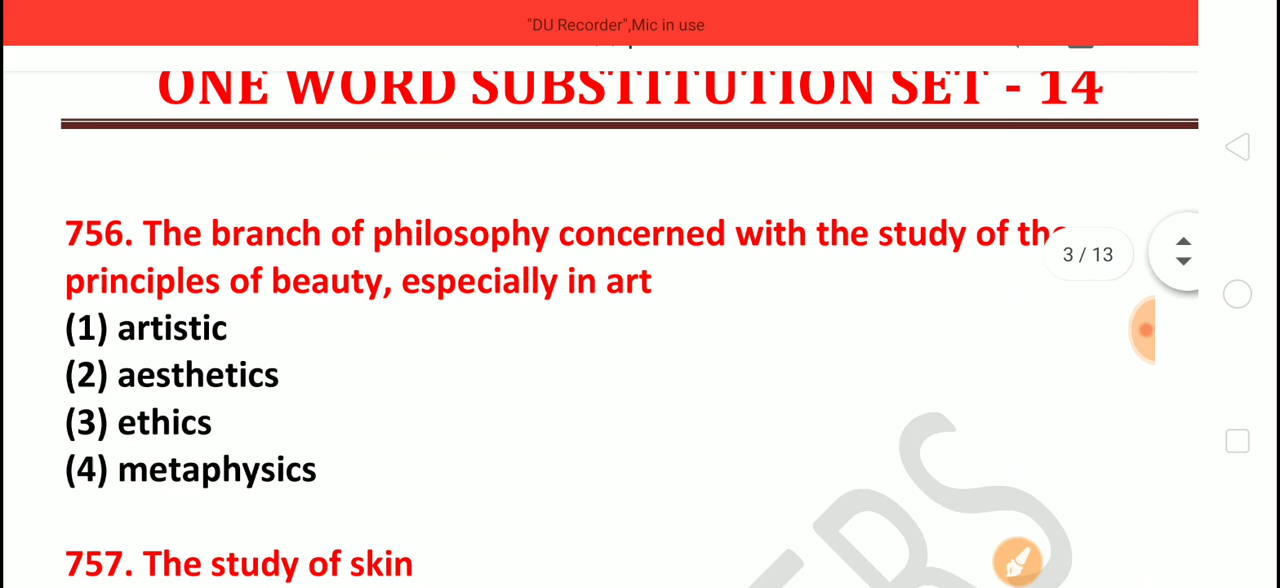 "DU Recorder",Mic in use
ONE WORD SUBSTITUTION SET - 14
756. The branch of philosophy concerned with the study of the
3 / 13
principles of beauty, especially in art
(1) artistic
(2) aesthetics
(3) ethics
(4) metaphysics
757. The study of skin